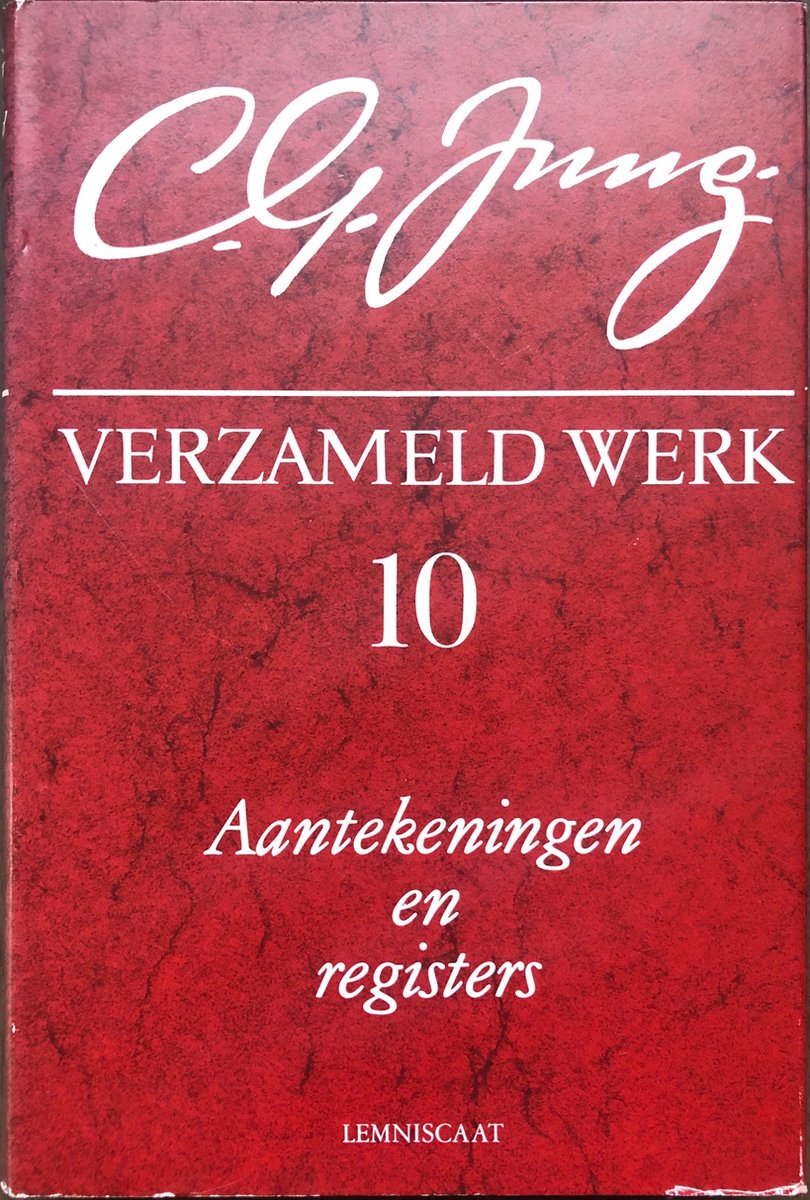 C.G. Jung.
VERZAMELD WERK
10
Aantekeningen
en
registers
LEMNISCAAT